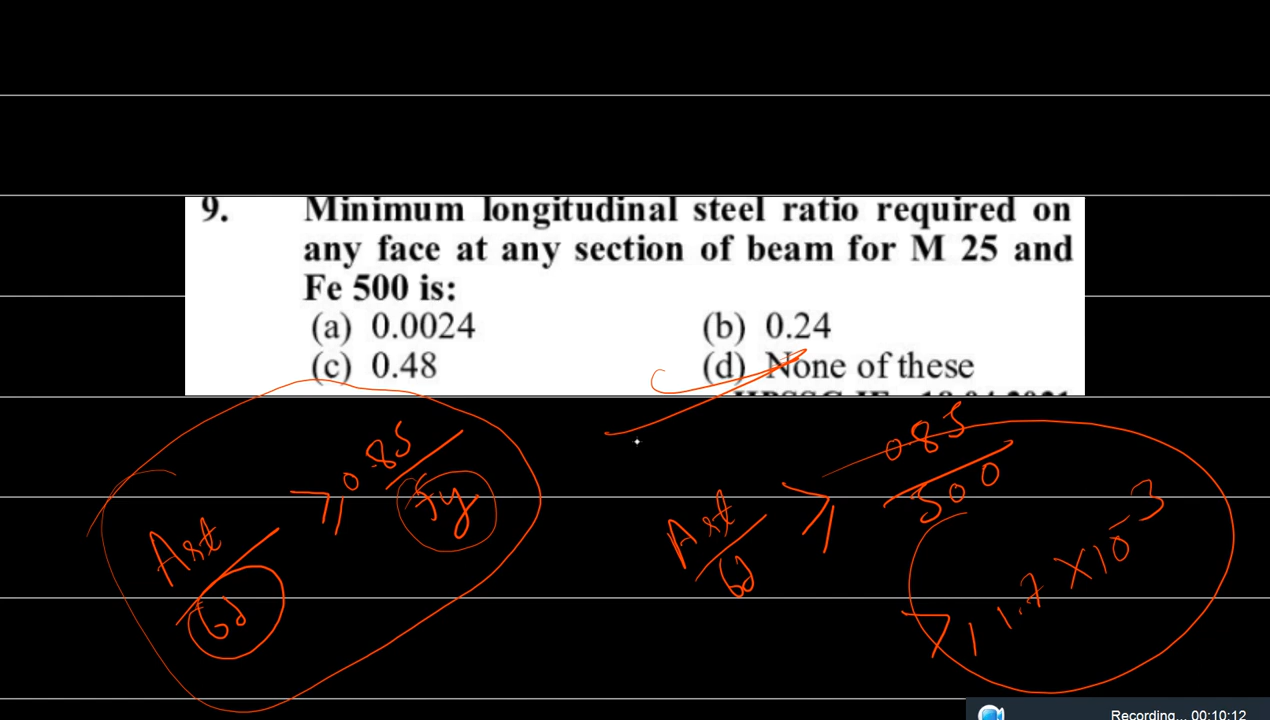 9. Minimum longitudinal steel ratio required on
any face at any section of beam for M 25 and
Fe 500 is:
(a) 0.0024 (b) 0.24
(c) 0.48 (d) None of these
Ast/bd ≥ 0.85/fy
Ast/bd ≥ 0.85/500
≥ 1.7 × 10⁻³
Recording... 00:10:12